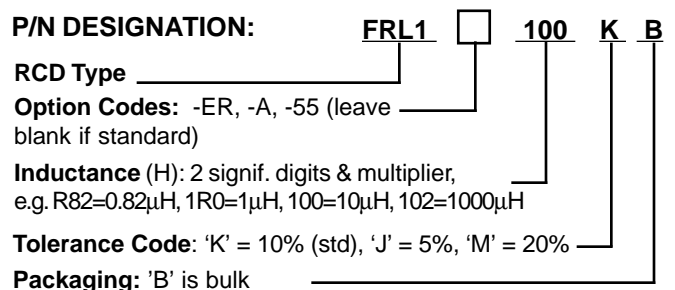 P/N DESIGNATION: FRL1 100 K B
RCD Type
Option Codes: -ER, -A, -55 (leave
blank if standard)
Inductance (H): 2 signif. digits & multiplier,
e.g. R82=0.82µH, 1R0=1µH, 100=10µH, 102=1000µH
Tolerance Code: ‘K’ = 10% (std), ‘J’ = 5%, ‘M’ = 20%
Packaging: 'B' is bulk